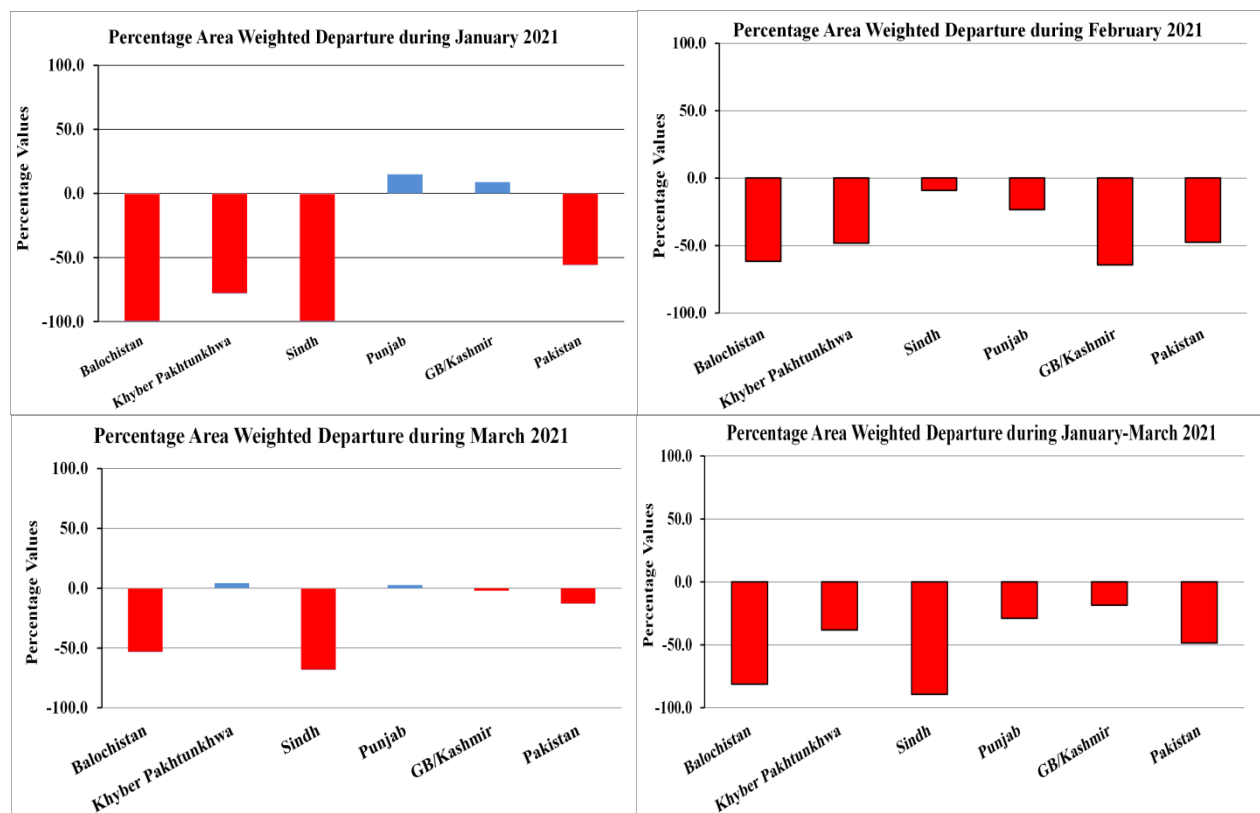 Percentage Area Weighted Departure during January 2021
Percentage Values
100.0
50.0
0.0
-50.0
-100.0
Balochistan
Khyber Pakhtunkhwa
Sindh
Punjab
GB/Kashmir
Pakistan
Percentage Area Weighted Departure during February 2021
Percentage Values
100.0
50.0
0.0
-50.0
-100.0
Balochistan
Khyber Pakhtunkhwa
Sindh
Punjab
GB/Kashmir
Pakistan
Percentage Area Weighted Departure during March 2021
Percentage Values
100.0
50.0
0.0
-50.0
-100.0
Balochistan
Khyber Pakhtunkhwa
Sindh
Punjab
GB/Kashmir
Pakistan
Percentage Area Weighted Departure during January-March 2021
Percentage Values
100.0
50.0
0.0
-50.0
-100.0
Balochistan
Khyber Pakhtunkhwa
Sindh
Punjab
GB/Kashmir
Pakistan